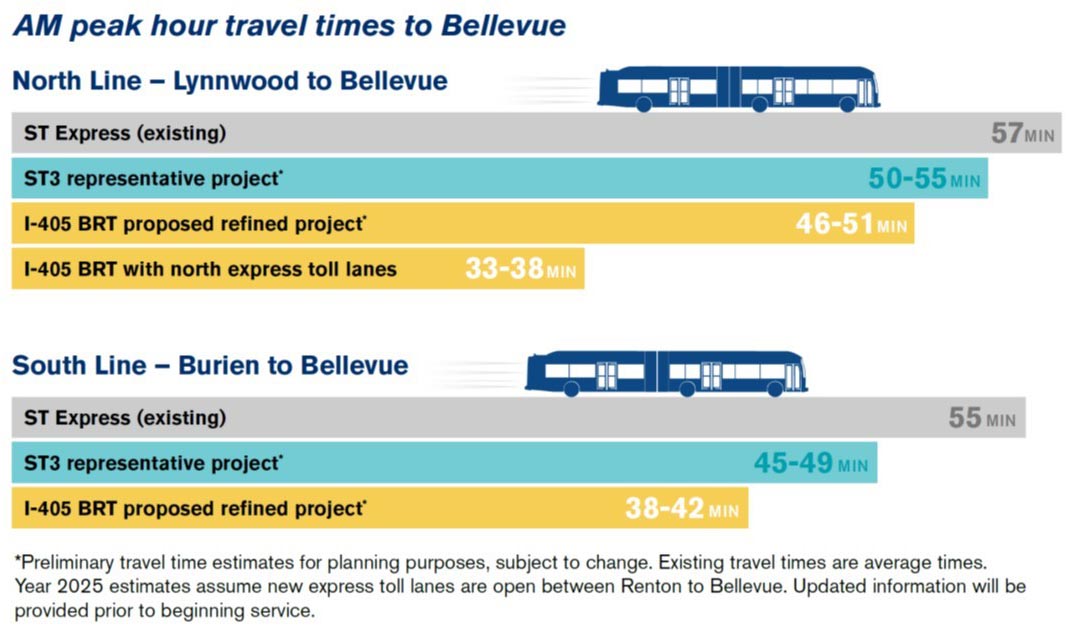 AM peak hour travel times to Bellevue
North Line – Lynnwood to Bellevue
ST Express (existing) 57 MIN
ST3 representative project* 50-55 MIN
I-405 BRT proposed refined project* 46-51 MIN
I-405 BRT with north express toll lanes 33-38 MIN
South Line – Burien to Bellevue
ST Express (existing) 55 MIN
ST3 representative project* 45-49 MIN
I-405 BRT proposed refined project* 38-42 MIN
*Preliminary travel time estimates for planning purposes, subject to change. Existing travel times are average times.
Year 2025 estimates assume new express toll lanes are open between Renton to Bellevue. Updated information will be
provided prior to beginning service.